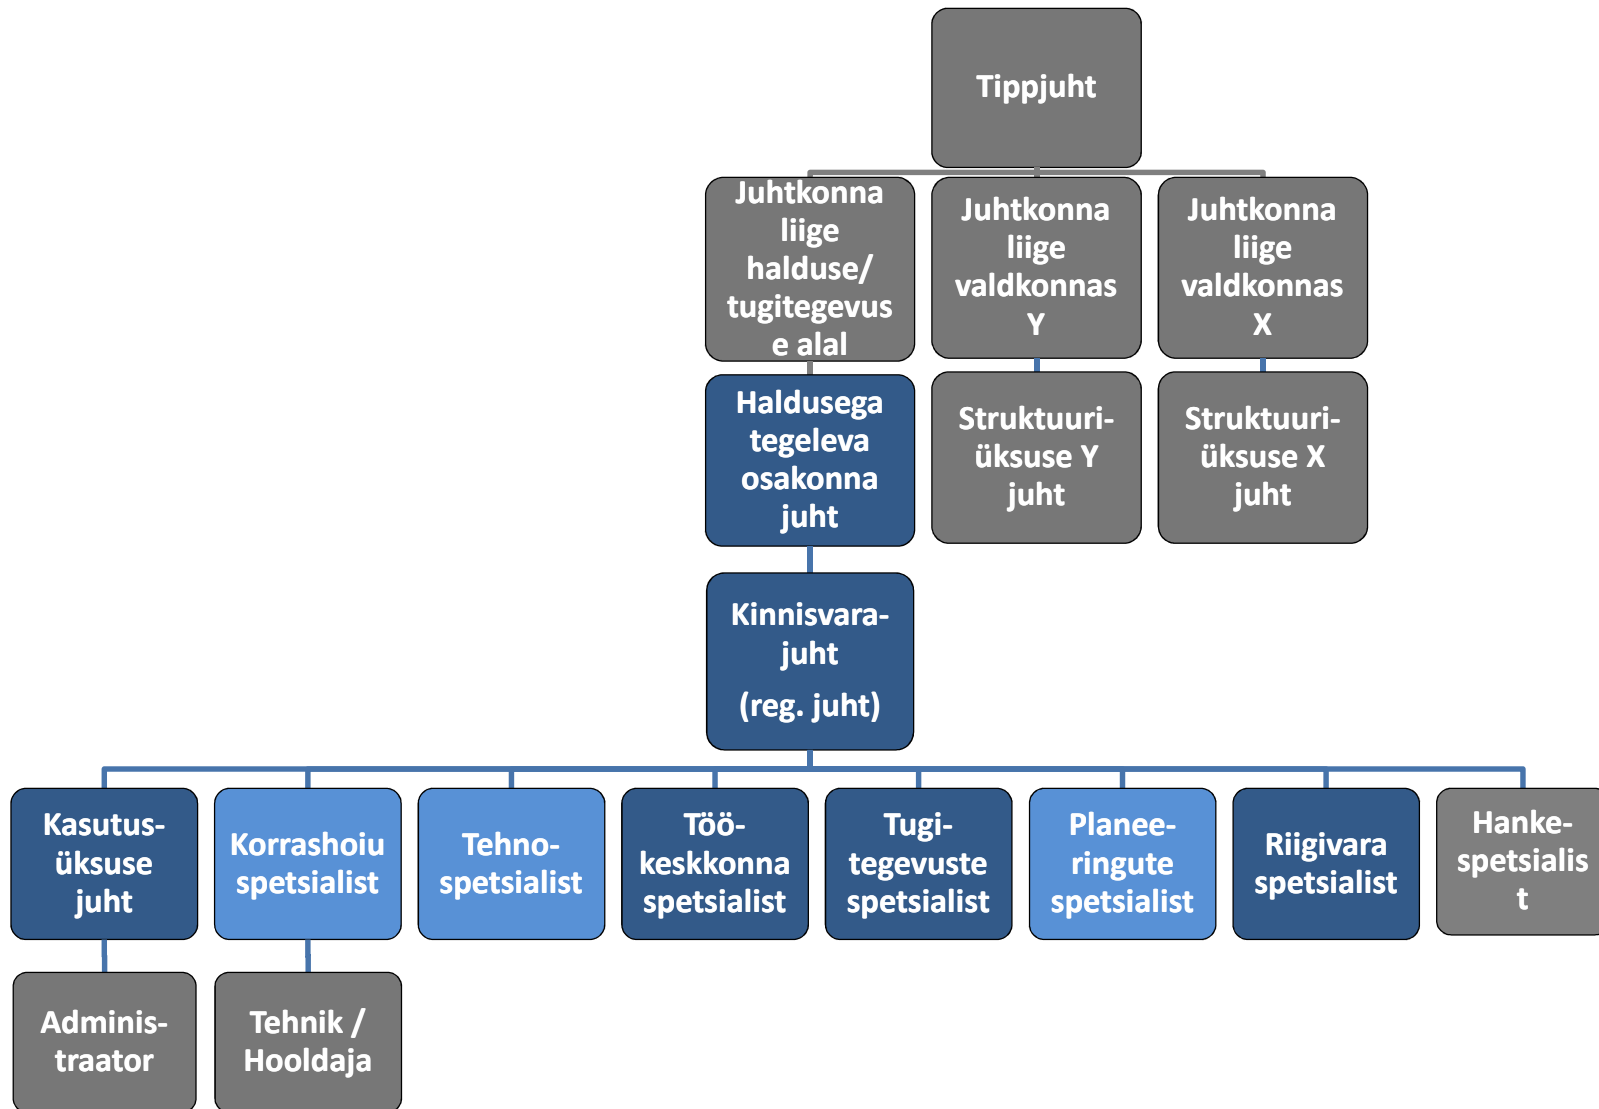 Tippjuht
Juhtkonna
liige
halduse/
tugitegevus
e alal
Juhtkonna
liige
valdkonnas
Y
Juhtkonna
liige
valdkonnas
X
Haldusega
tegeleva
osakonna
juht
Struktuuri-
üksuse Y
juht
Struktuuri-
üksuse X
juht
Kinnisvara-
juht
(reg. juht)
Kasutus-
üksuse
juht
Korrashoiu
spetsialist
Tehno-
spetsialist
Töö-
keskkonna
spetsialist
Tugi-
tegevuste
spetsialist
Planee-
ringute
spetsialist
Riigivara
spetsialist
Hanke-
spetsialis
t
Adminis-
traator
Tehnik /
Hooldaja